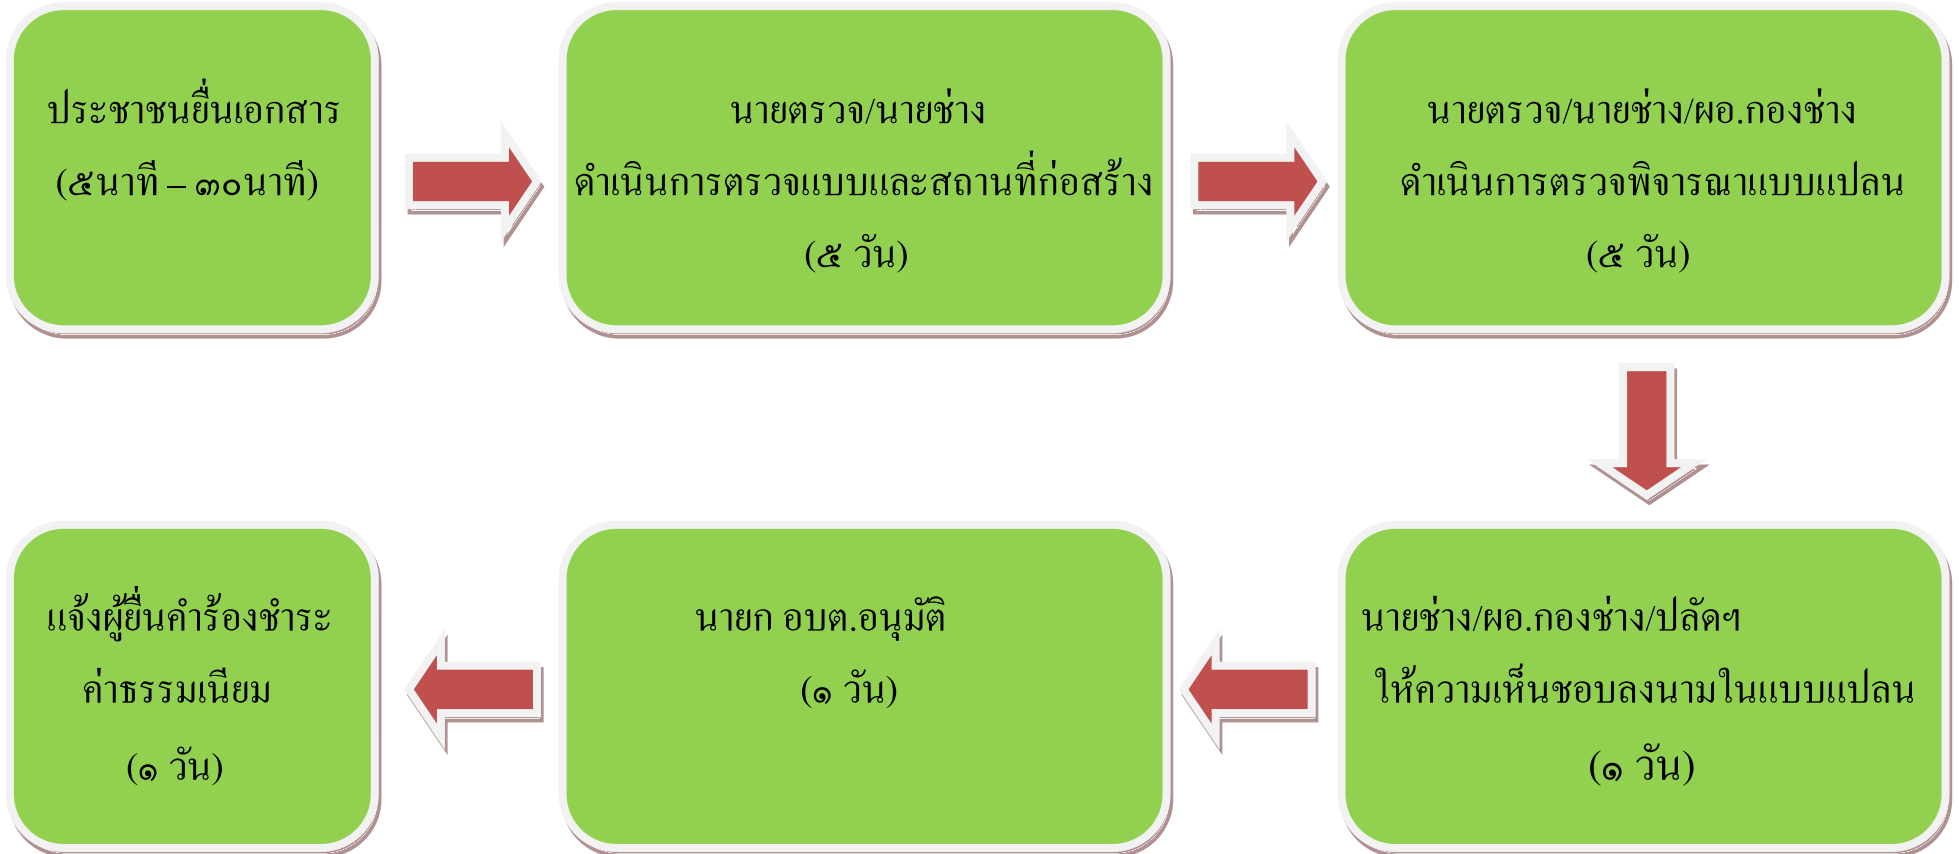 ประชาชนยื่นเอกสาร
(๕นาที – ๓๐นาที)
นายตรวจ/นายช่าง
ดำเนินการตรวจแบบและสถานที่ก่อสร้าง
(๕ วัน)
นายตรวจ/นายช่าง/ผอ.กองช่าง
ดำเนินการตรวจพิจารณาแบบแปลน
(๕ วัน)
นายช่าง/ผอ.กองช่าง/ปลัดฯ
ให้ความเห็นชอบลงนามในแบบแปลน
(๑ วัน)
นายก อบต.อนุมัติ
(๑ วัน)
แจ้งผู้ยื่นคำร้องชำระ
ค่าธรรมเนียม
(๑ วัน)